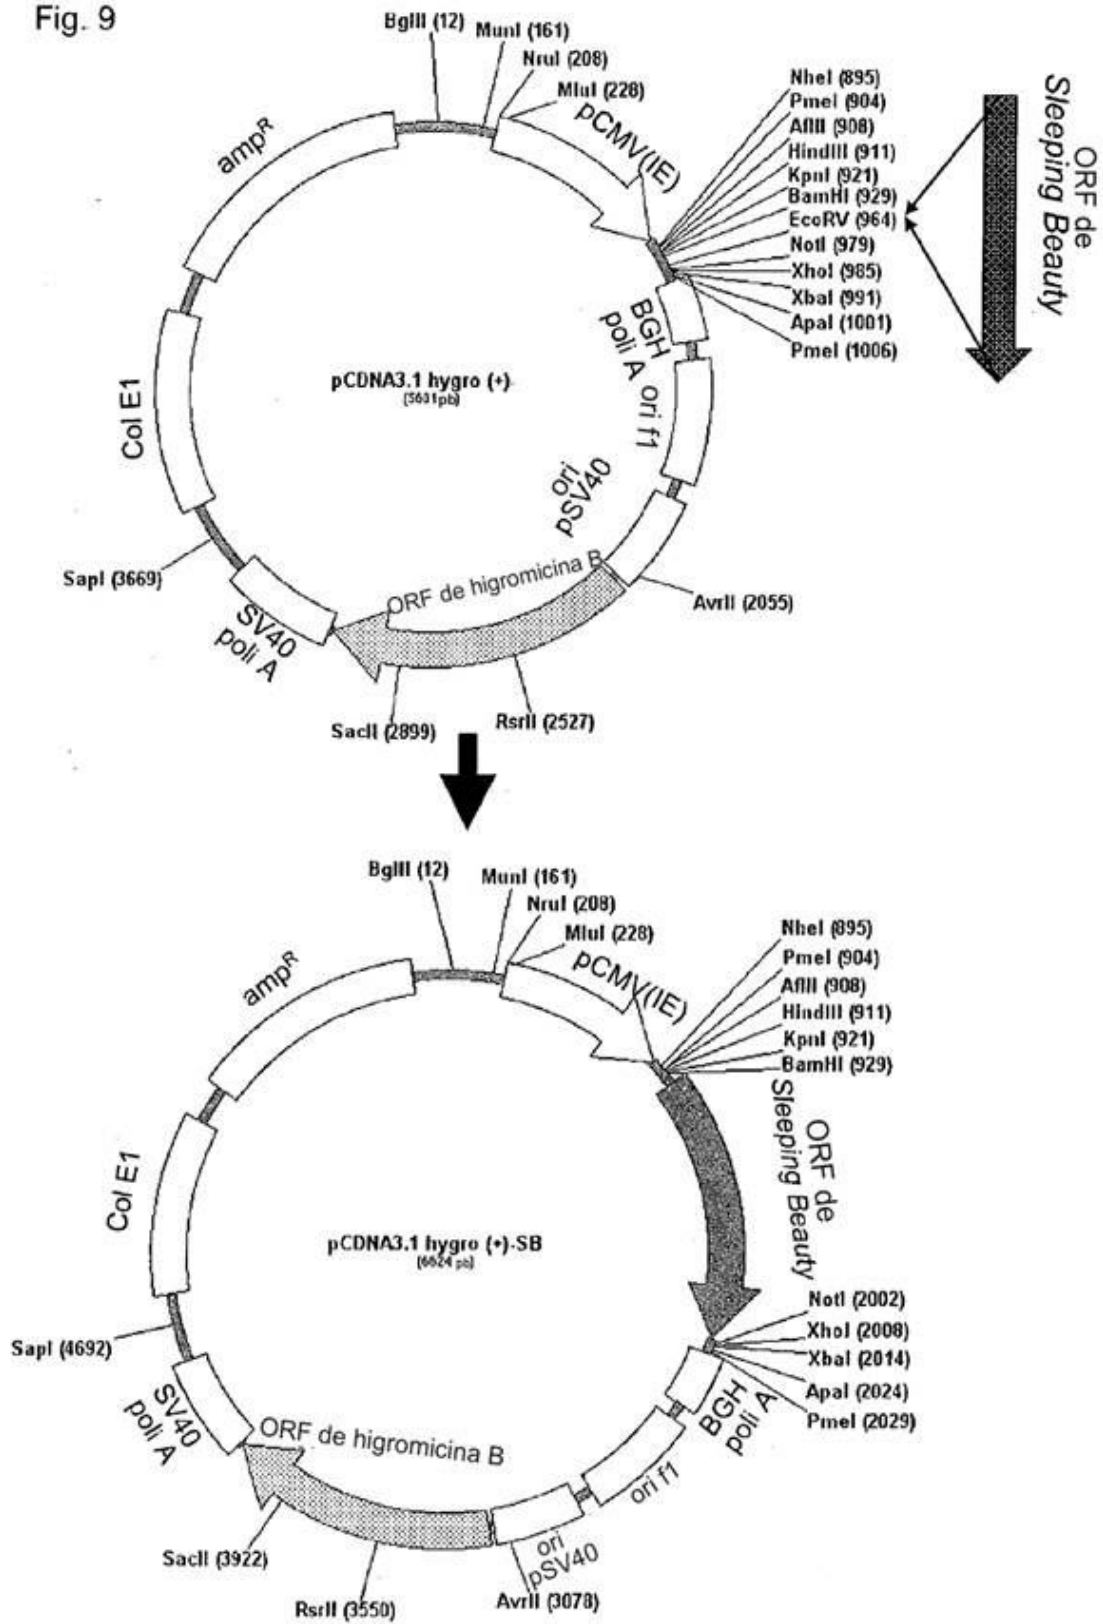 Fig. 9
BglII (12)
MunI (161)
NruI (208)
MluI (228)
pCMV(IE)
NheI (895)
PmeI (904)
AflII (908)
HindIII (911)
KpnI (921)
BamHI (929)
EcoRV (964)
NotI (979)
XhoI (985)
XbaI (991)
ApaI (1001)
PmeI (1006)
ORF de
Sleeping Beauty
ampR
BGH
poli A
ori f1
Col E1
pCDNA3.1 hygro (+)-
ori
pSV40
ORF de higromicina B
SapI (3669)
SV40
poli A
AvrII (2055)
SacII (2899)
RsrII (2527)
BglII (12)
MunI (161)
NruI (208)
MluI (228)
pCMV(IE)
NheI (895)
PmeI (904)
AflII (908)
HindIII (911)
KpnI (921)
BamHI (929)
ampR
ORF de
Sleeping Beauty
Col E1
pCDNA3.1 hygro (+)-SB
(6624 pb)
NotI (2002)
XhoI (2008)
XbaI (2014)
ApaI (2024)
PmeI (2029)
BGH
poli A
SapI (4692)
SV40
poli A
ORF de higromicina B
ori f1
ori
pSV40
SacII (3922)
RsrII (3550)
AvrII (3078)